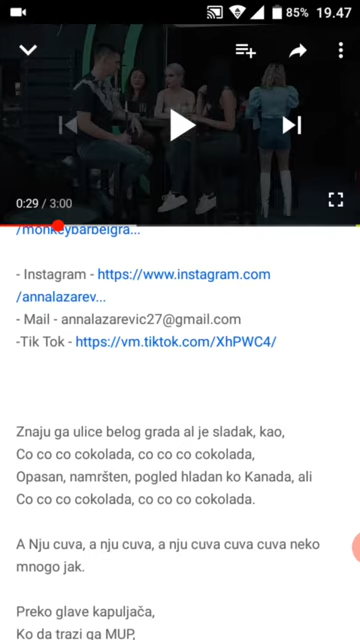 85% 19.47
0:29 / 3:00
/monkeybarbelgra...
- Instagram - https://www.instagram.com
/annalazarev...
- Mail - annalazarevic27@gmail.com
-Tik Tok - https://vm.tiktok.com/XhPWC4/
Znaju ga ulice belog grada al je sladak, kao,
Co co co cokolada, co co co cokolada,
Opasan, namršten, pogled hladan ko Kanada, ali
Co co co cokolada, co co co cokolada.
A Nju cuva, a nju cuva, a nju cuva cuva cuva neko
mnogo jak.
Preko glave kapuljača,
Ko da trazi ga MUP,